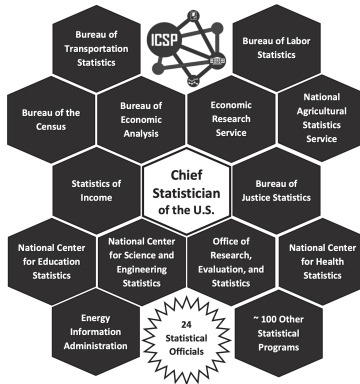 Bureau of
Transportation
Statistics
ICSP
Bureau of Labor
Statistics
Bureau of the
Census
Bureau of
Economic
Analysis
Economic
Research
Service
National
Agricultural
Statistics
Service
Statistics of
Income
Chief
Statistician
of the U.S.
Bureau of
Justice Statistics
National Center
for Education
Statistics
National Center
for Science and
Engineering
Statistics
Office of
Research,
Evaluation, and
Statistics
National Center
for Health
Statistics
Energy
Information
Administration
24
Statistical
Officials
~ 100 Other
Statistical
Programs